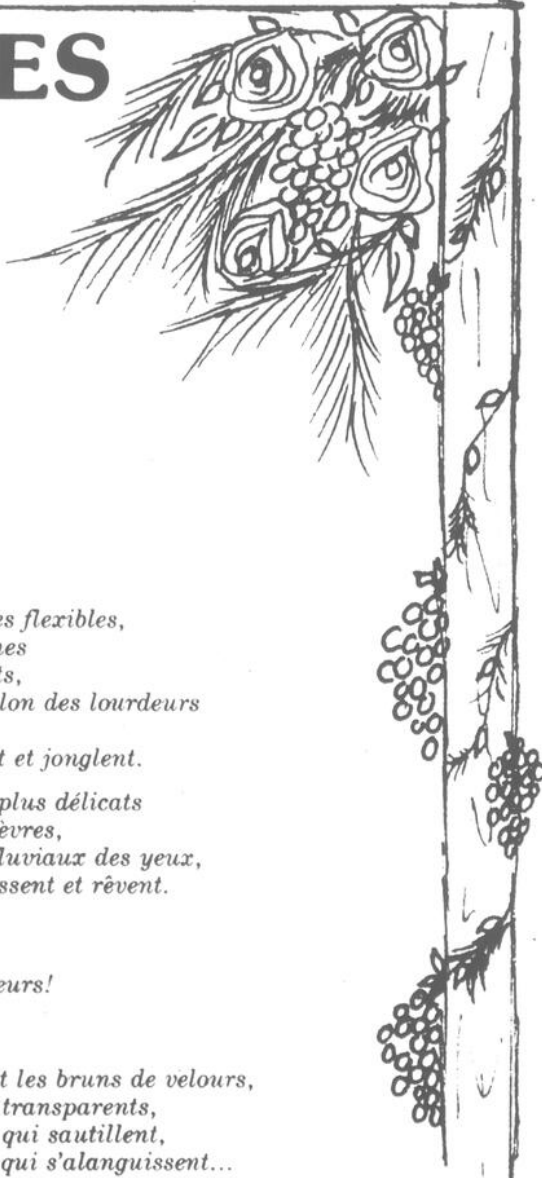 ES
es flexibles,
nes
ts,
lon des lourdeurs
t et jonglent.
plus délicats
èvres,
luviaux des yeux,
ssent et rêvent.
eurs!
t les bruns de velours,
transparents,
qui sautillent,
qui s'alanguissent...